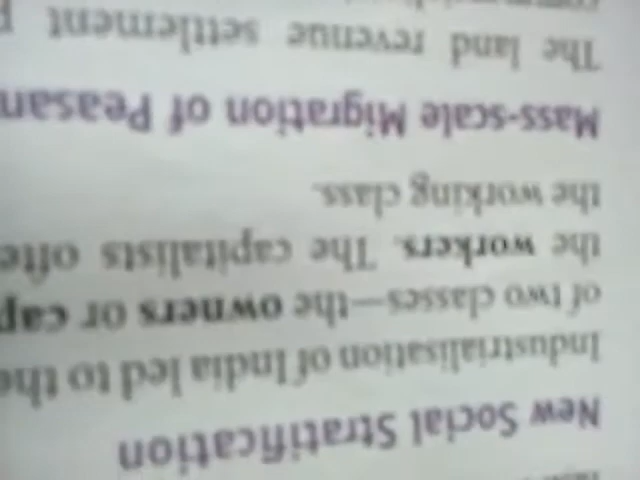 New Social Stratification
Industrialisation of India led to the
of two classes—the owners or cap
the workers. The capitalists ofte
the working class.
Mass-scale Migration of Peasan
The land revenue settlement p